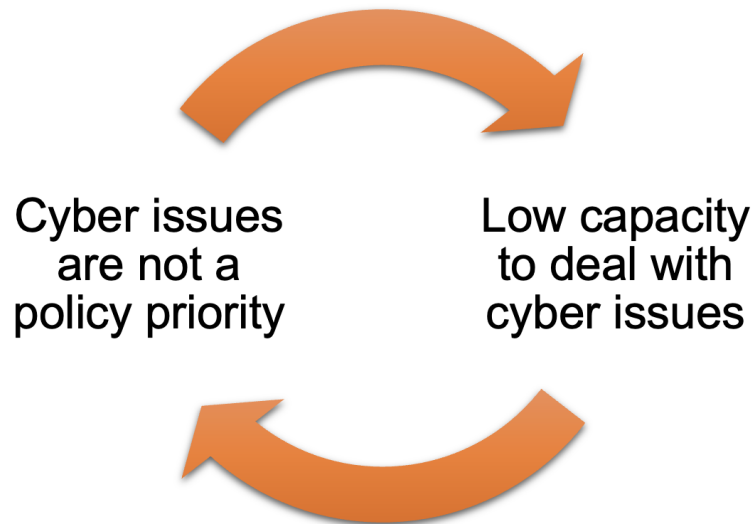 Cyber issues
are not a
policy priority
Low capacity
to deal with
cyber issues